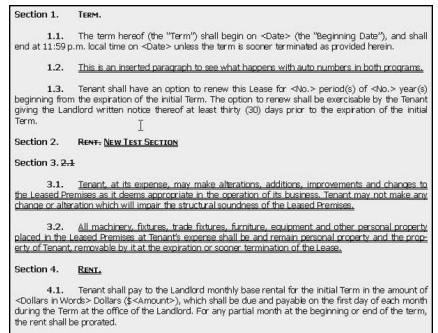 Section 1. TERM.
1.1. The term hereof (the "Term") shall begin on <Date> (the "Beginning Date"), and shall
end at 11:59 p.m. local time on <Date> unless the term is sooner terminated as provided herein.
1.2. This is an inserted paragraph to see what happens with auto numbers in both programs.
1.3. Tenant shall have an option to renew this Lease for <No.> period(s) of <No.> year(s)
beginning from the expiration of the initial Term. The option to renew shall be exercisable by the Tenant
giving the Landlord written notice thereof at least thirty (30) days prior to the expiration of the initial
Term.
Section 2. RENT. NEW TEST SECTION
Section 3. 2.1
3.1. Tenant, at its expense, may make alterations, additions, improvements and changes to
the Leased Premises as it deems appropriate in the operation of its business. Tenant may not make any
change or alteration which will impair the structural soundness of the Leased Premises.
3.2. All machinery, fixtures, trade fixtures, furniture, equipment and other personal property
placed in the Leased Premises at Tenant's expense shall be and remain personal property and the prop-
erty of Tenant, removable by it at the expiration or sooner termination of the Lease.
Section 4. RENT.
4.1. Tenant shall pay to the Landlord monthly base rental for the initial Term in the amount of
<Dollars in Words> Dollars ($<Amount>), which shall be due and payable on the first day of each month
during the Term at the office of the Landlord. For any partial month at the beginning or end of the term,
the rent shall be prorated.